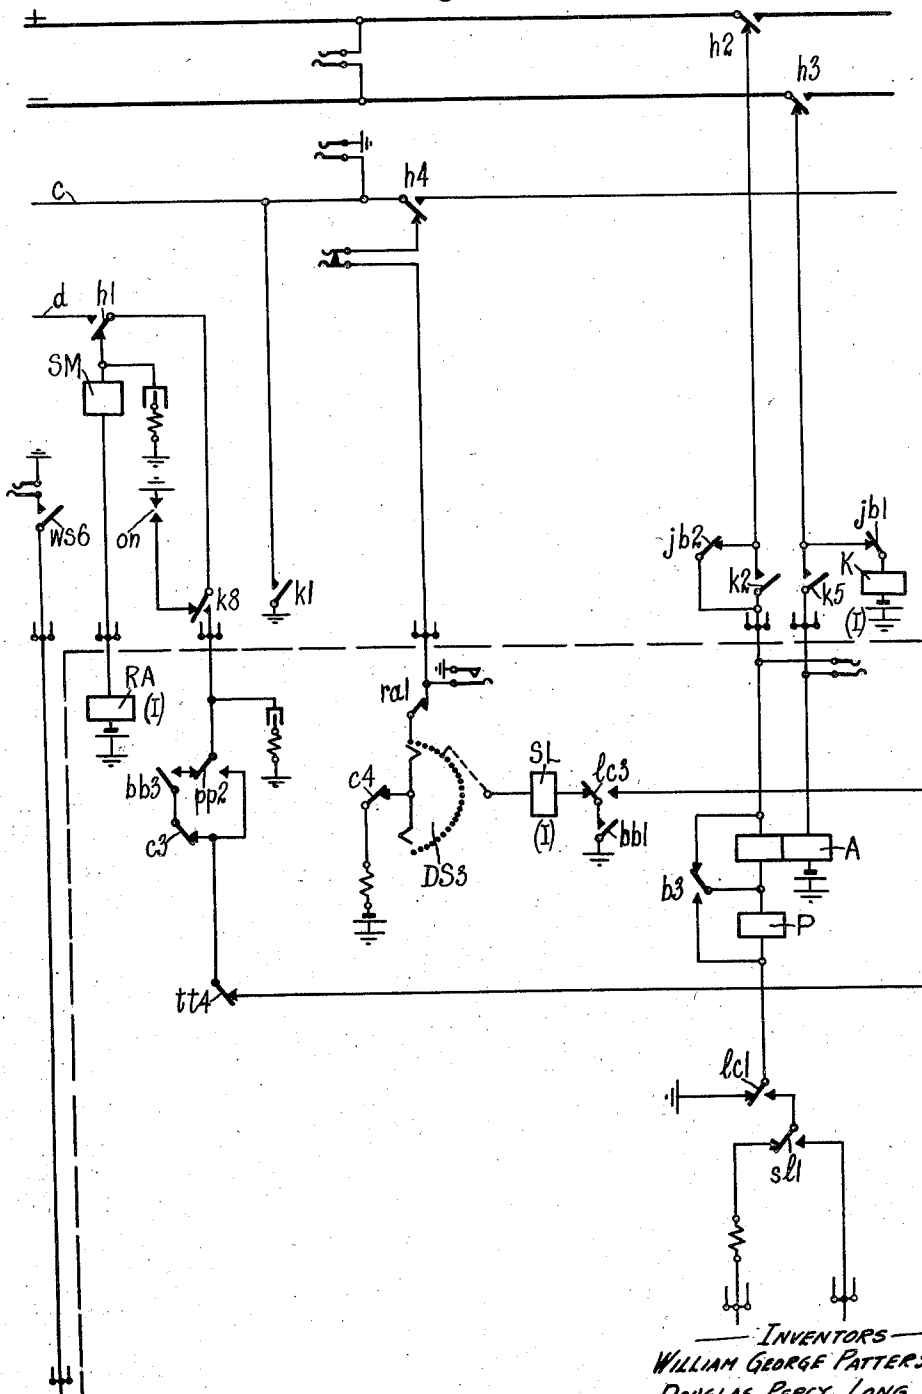 +
h2
h3
−
h4
c
d
h1
SM
ws6
on
k8
k1
jb2
jb1
k2
k5
K
(I)
RA
(I)
ra1
bb3
pp2
c4
SL
lc3
(I)
bb1
c3
DS3
A
b3
P
tt4
lc1
sl1
INVENTORS
WILLIAM GEORGE PATTERS
DOUGLAS PERCY LONG